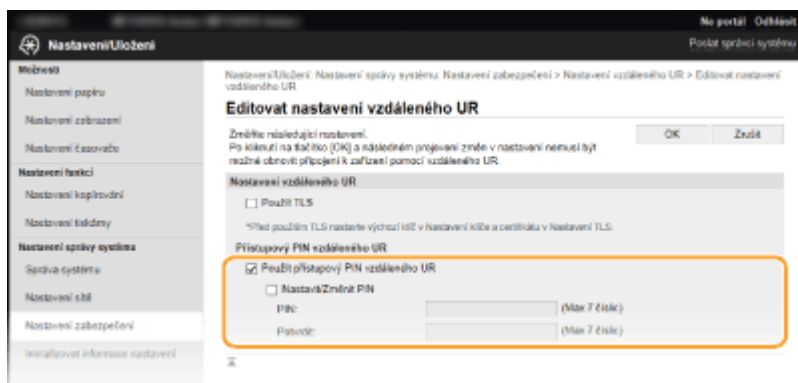 Na portál Odhlásit
Nastavení/Uložení
Poslat správci systému
Možnosti
Nastavení papíru
Nastavení zobrazení
Nastavení časovače
Nastavení funkcí
Nastavení kopírování
Nastavení tiskárny
Nastavení správy systému
Správa systému
Nastavení sítě
Nastavení zabezpečení
Inicializovat informace nastavení
Nastavení/Uložení: Nastavení správy systému: Nastavení zabezpečení > Nastavení vzdáleného UR > Editovat nastavení
vzdáleného UR
Editovat nastavení vzdáleného UR
Změňte následující nastavení.
Po kliknutí na tlačítko [OK] a následném projevení změn v nastavení nemusí být
možné obnovit připojení k zařízení pomocí vzdáleného UR.
OK
Zrušit
Nastavení vzdáleného UR
Použít TLS
*Před použitím TLS nastavte výchozí klíč v Nastavení klíče a certifikátu v Nastavení TLS.
Přístupový PIN vzdáleného UR
Použít přístupový PIN vzdáleného UR
Nastavit/Změnit PIN
PIN:
(Max 7 číslic)
Potvrdit:
(Max 7 číslic)